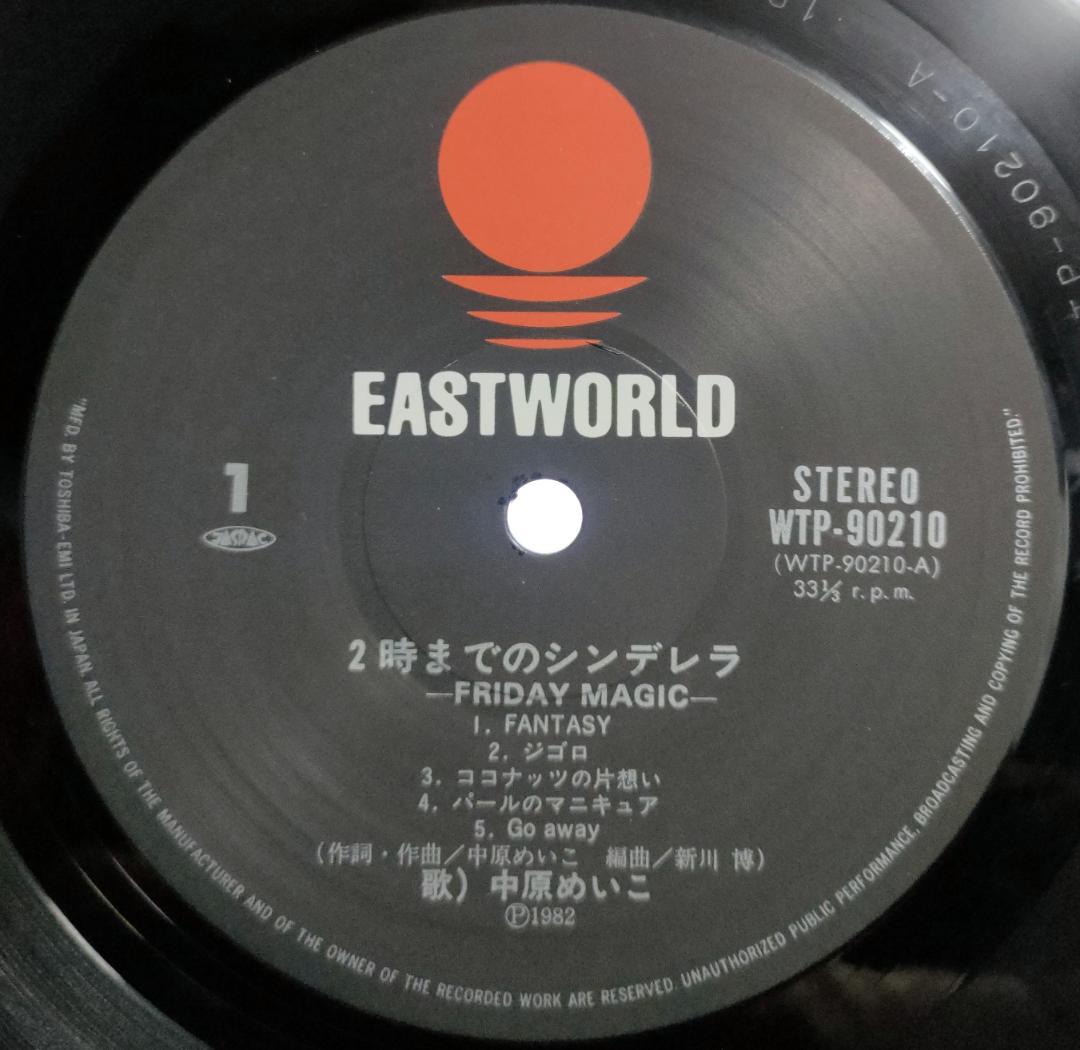 EASTWORLD
1
JASRAC
STEREO
WTP-90210
(WTP-90210-A)
33⅓ r.p.m.
2時までのシンデレラ
—FRIDAY MAGIC—
1. FANTASY
2. ジゴロ
3. ココナッツの片想い
4. パールのマニキュア
5. Go away
(作詞・作曲/中原めいこ 編曲/新川 博)
歌) 中原めいこ
Ⓟ1982
"MFD. BY TOSHIBA-EMI LTD. IN JAPAN. ALL RIGHTS OF THE MANUFACTURER AND OF THE OWNER OF THE RECORDED WORK ARE RESERVED. UNAUTHORIZED PUBLIC PERFORMANCE, BROADCASTING AND COPYING OF THE RECORD PROHIBITED."
P-90210-A